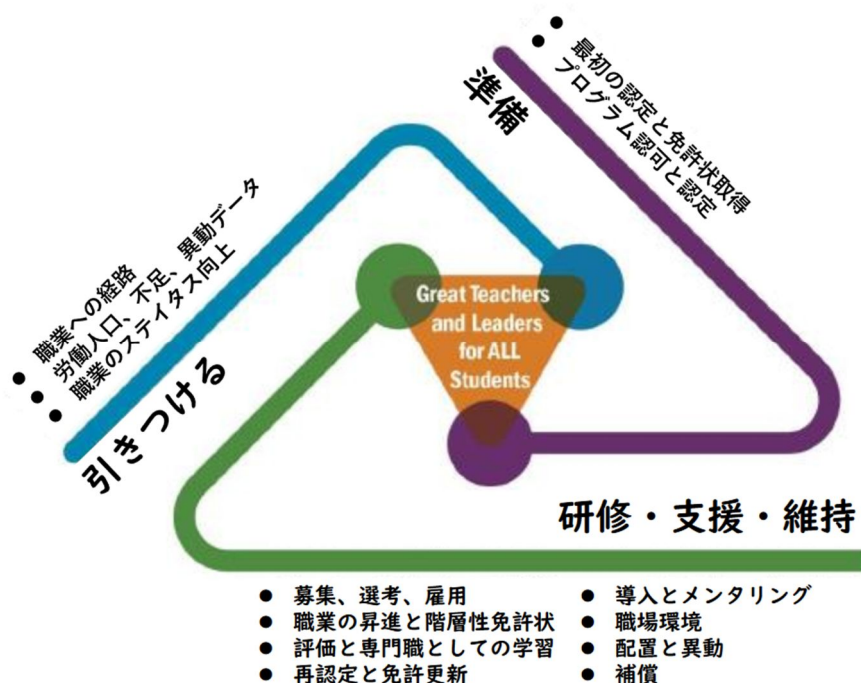 準備
● 最初の認定と免許状取得
● プログラム認可と認定
● 職業への経路
● 労働人口、不足、異動データ
● 職業のステイタス向上
引きつける
Great Teachers
and Leaders
for ALL
Students
研修・支援・維持
● 募集、選考、雇用
● 職業の昇進と階層性免許状
● 評価と専門職としての学習
● 再認定と免許更新
● 導入とメンタリング
● 職場環境
● 配置と異動
● 補償